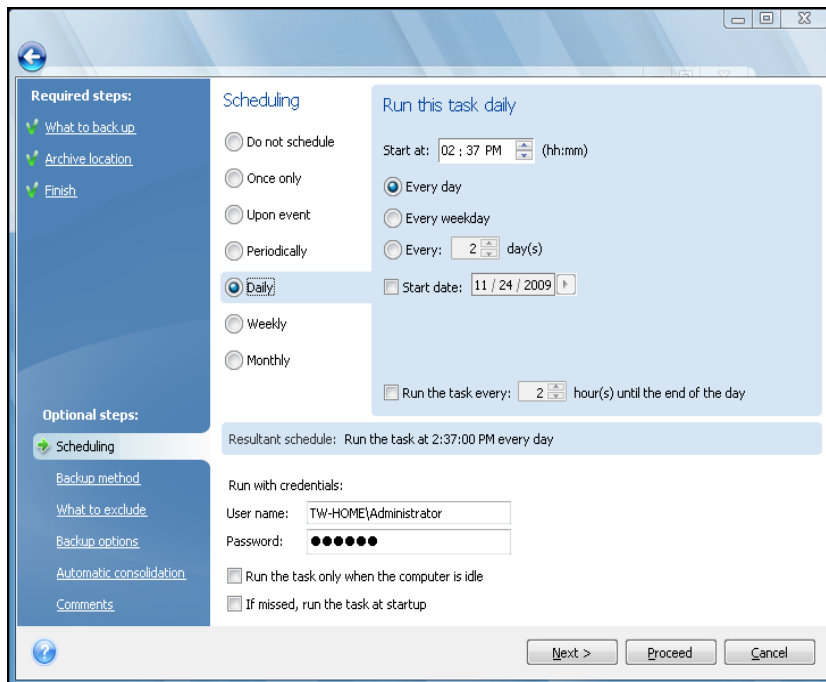 Required steps:
What to back up
Archive location
Finish
Optional steps:
Scheduling
Backup method
What to exclude
Backup options
Automatic consolidation
Comments
Scheduling
Do not schedule
Once only
Upon event
Periodically
Daily
Weekly
Monthly
Run this task daily
Start at: 02 : 37 PM (hh:mm)
Every day
Every weekday
Every: 2 day(s)
Start date: 11 / 24 / 2009
Run the task every: 2 hour(s) until the end of the day
Resultant schedule: Run the task at 2:37:00 PM every day
Run with credentials:
User name: TW-HOME\Administrator
Password: ●●●●●●
Run the task only when the computer is idle
If missed, run the task at startup
?
Next >
Proceed
Cancel